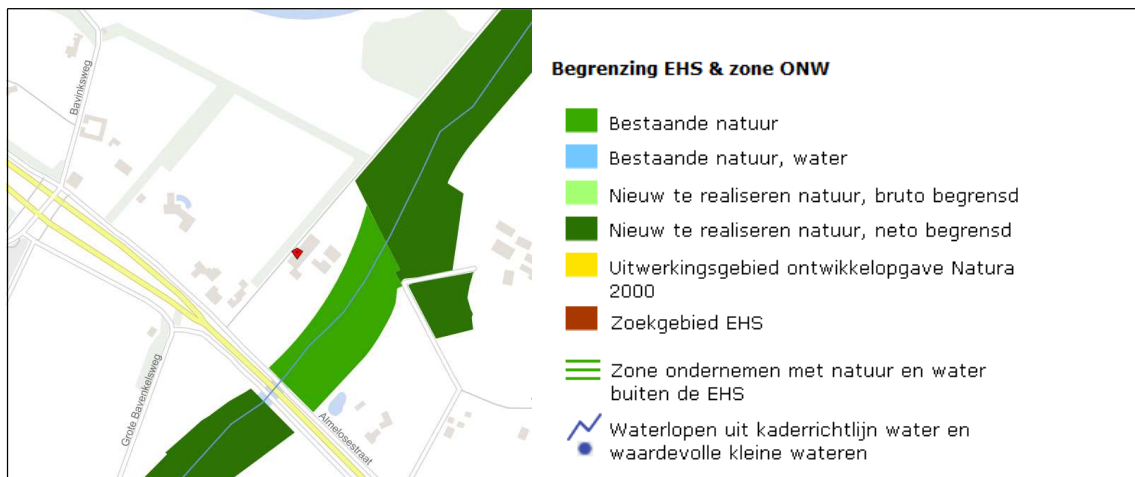 Bavinksweg
Grote Bavenkelsweg
Almelosestraat
Begrenzing EHS & zone ONW
Bestaande natuur
Bestaande natuur, water
Nieuw te realiseren natuur, bruto begrensd
Nieuw te realiseren natuur, neto begrensd
Uitwerkingsgebied ontwikkelopgave Natura
2000
Zoekgebied EHS
Zone ondernemen met natuur en water
buiten de EHS
Waterlopen uit kaderrichtlijn water en
waardevolle kleine wateren